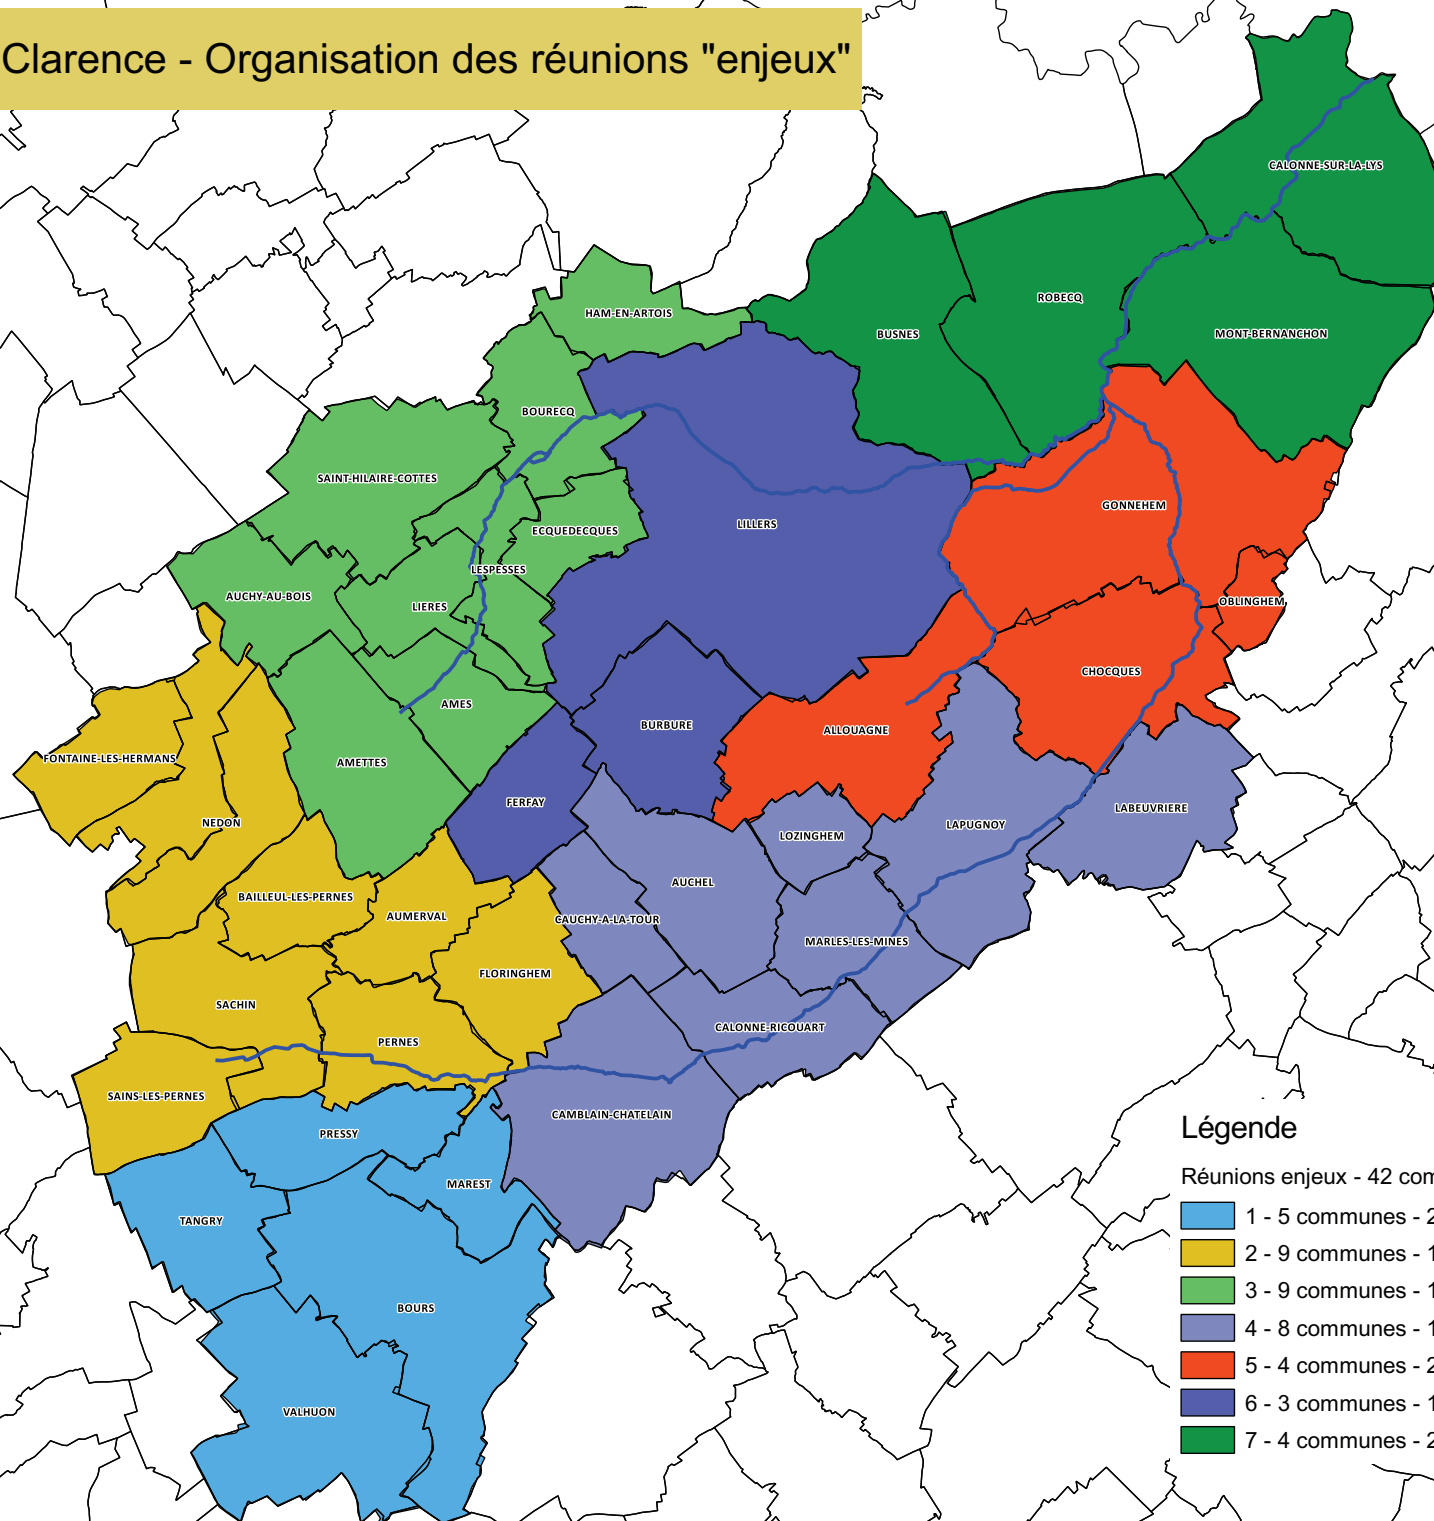 Clarence - Organisation des réunions "enjeux"
CALONNE-SUR-LA-LYS
ROBECQ
HAM-EN-ARTOIS
BUSNES
MONT-BERNANCHON
BOURECQ
SAINT-HILAIRE-COTTES
GONNEHEM
LILLERS
ECQUEDECQUES
LESPESSES
AUCHY-AU-BOIS
LIERES
OBLINGHEM
CHOCQUES
AMES
BURBURE
ALLOUAGNE
FONTAINE-LES-HERMANS
AMETTES
FERFAY
LABEUVRIERE
NEDON
LAPUGNOY
LOZINGHEM
AUCHEL
BAILLEUL-LES-PERNES
AUMERVAL
CAUCHY-A-LA-TOUR
MARLES-LES-MINES
FLORINGHEM
SACHIN
CALONNE-RICOUART
PERNES
SAINS-LES-PERNES
CAMBLAIN-CHATELAIN
PRESSY
MAREST
TANGRY
BOURS
VALHUON
Légende
Réunions enjeux - 42 com
1 - 5 communes - 2
2 - 9 communes - 1
3 - 9 communes - 1
4 - 8 communes - 1
5 - 4 communes - 2
6 - 3 communes - 1
7 - 4 communes - 2